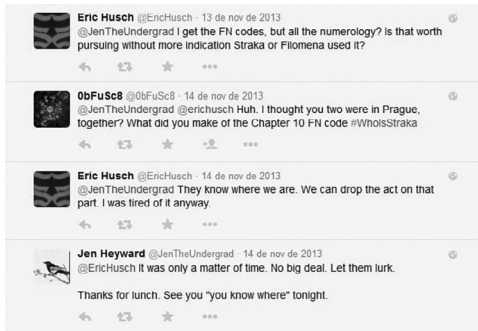 Eric Husch @EricHusch · 13 de nov de 2013
@JenTheUndergrad I get the FN codes, but all the numerology? Is that worth
pursuing without more indication Straka or Filomena used it?
0bFuSc8 @0bFuSc8 · 14 de nov de 2013
@JenTheUndergrad @erichusch Huh. I thought you two were in Prague,
together? What did you make of the Chapter 10 FN code #WhoIsStraka
Eric Husch @EricHusch · 14 de nov de 2013
@JenTheUndergrad They know where we are. We can drop the act on that
part. I was tired of it anyway.
Jen Heyward @JenTheUndergrad · 14 de nov de 2013
@EricHusch It was only a matter of time. No big deal. Let them lurk.
Thanks for lunch. See you "you know where" tonight.